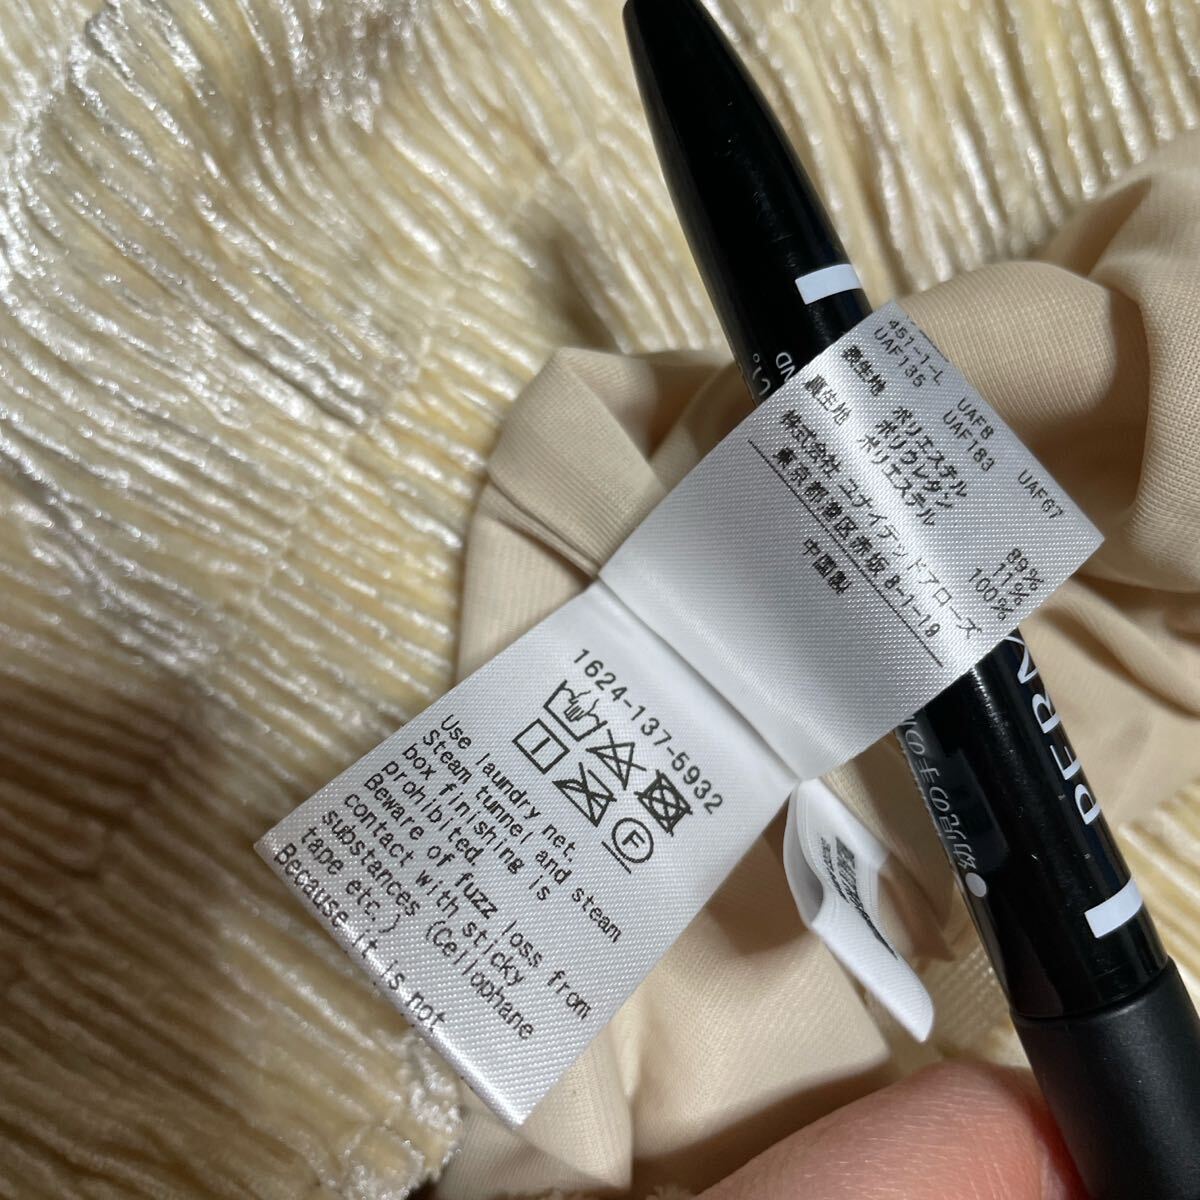 451-1-L UAF8 UAF67
UAF135 UAF183
表生地 ポリエステル 89%
ポリウレタン 11%
裏生地 ポリエステル 100%
株式会社 ユナイテッドアローズ
東京都港区赤坂 8-1-19
中国製
1624-137-5932
F
Use laundry net.
Steam tunnel and steam
box finishing is
prohibited.
Beware of fuzz loss from
contact with sticky
substances (Cellophane
tape etc.)
Because it is not
PERM